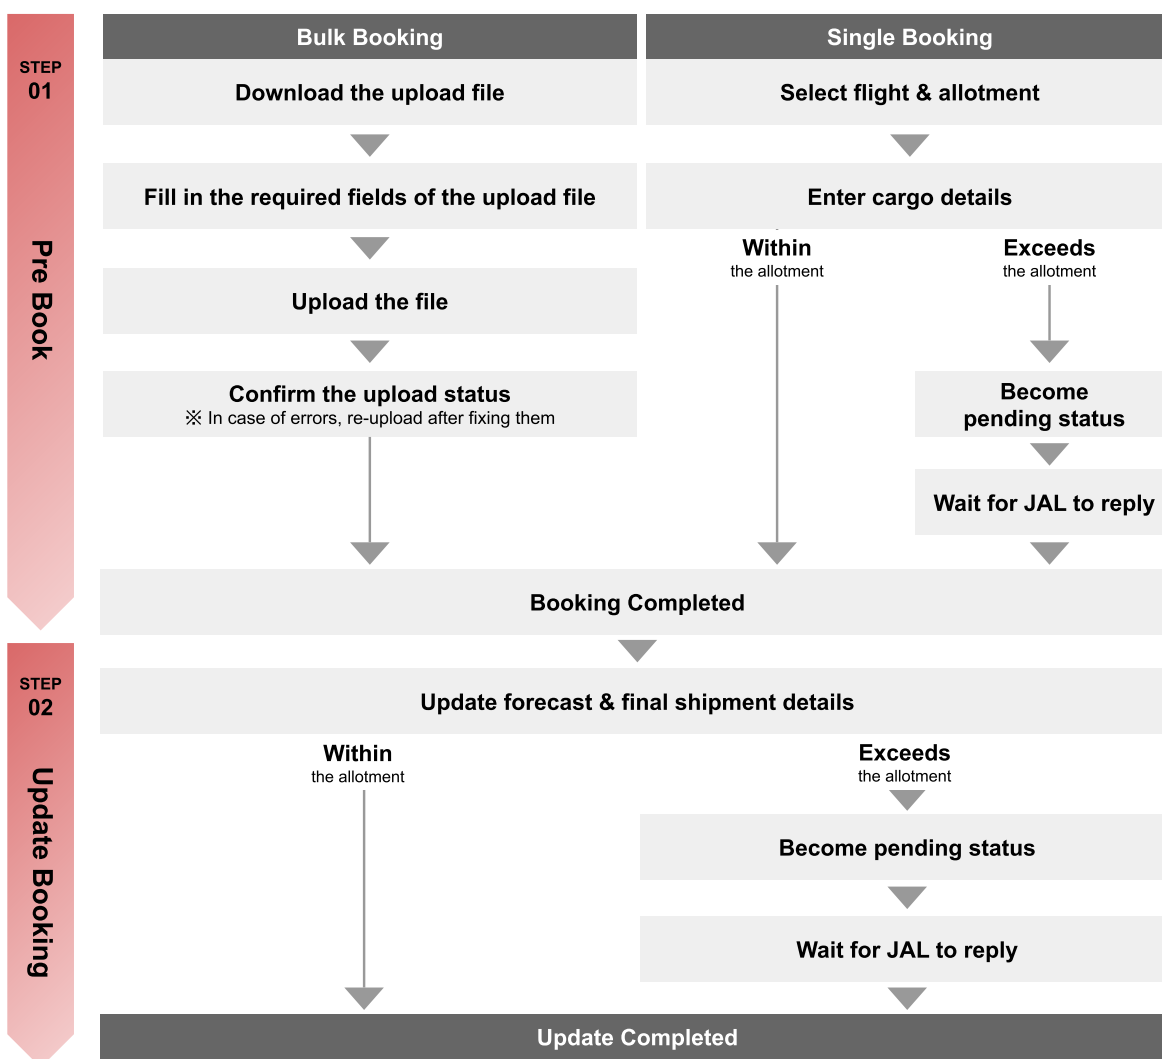 STEP
01
Pre Book
Bulk Booking
Download the upload file
Fill in the required fields of the upload file
Upload the file
Confirm the upload status
※ In case of errors, re-upload after fixing them
Single Booking
Select flight & allotment
Enter cargo details
Within
the allotment
Exceeds
the allotment
Become
pending status
Wait for JAL to reply
Booking Completed
STEP
02
Update Booking
Update forecast & final shipment details
Within
the allotment
Exceeds
the allotment
Become pending status
Wait for JAL to reply
Update Completed